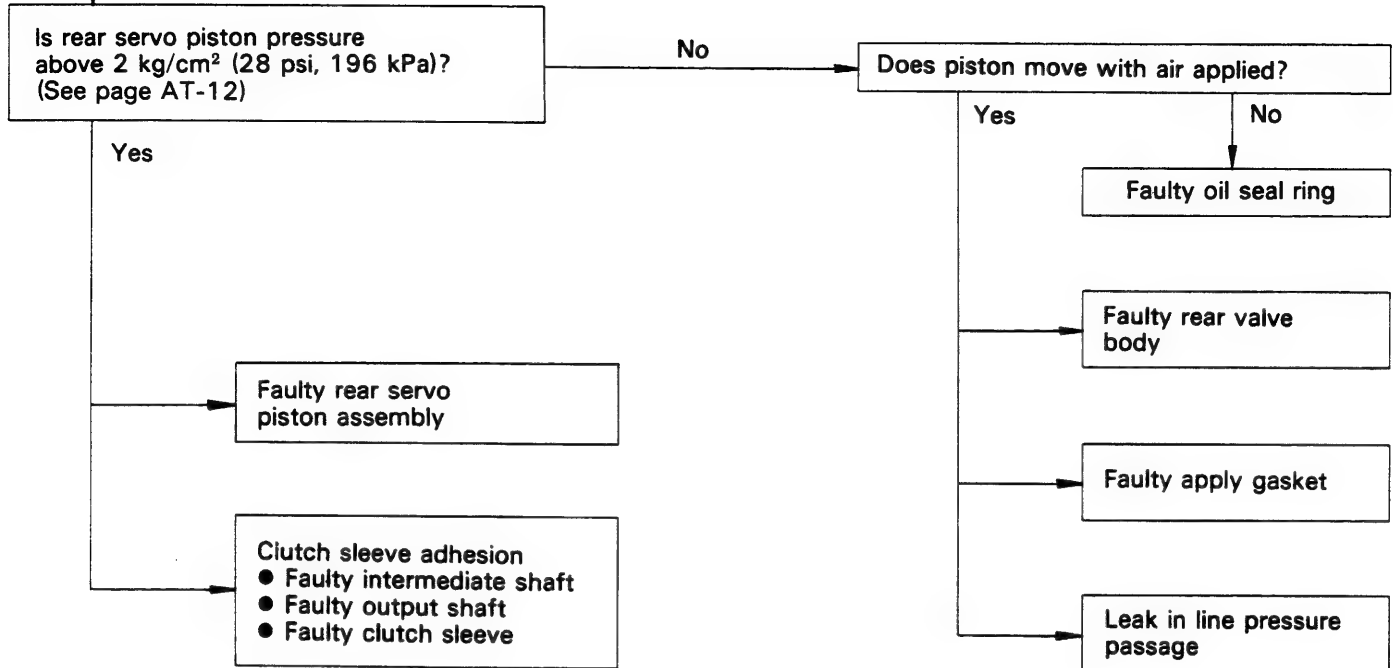 Is rear servo piston pressure
above 2 kg/cm² (28 psi, 196 kPa)?
(See page AT-12)
No
Does piston move with air applied?
Yes
Yes
No
Faulty oil seal ring
Faulty rear valve
body
Faulty rear servo
piston assembly
Faulty apply gasket
Clutch sleeve adhesion
● Faulty intermediate shaft
● Faulty output shaft
● Faulty clutch sleeve
Leak in line pressure
passage